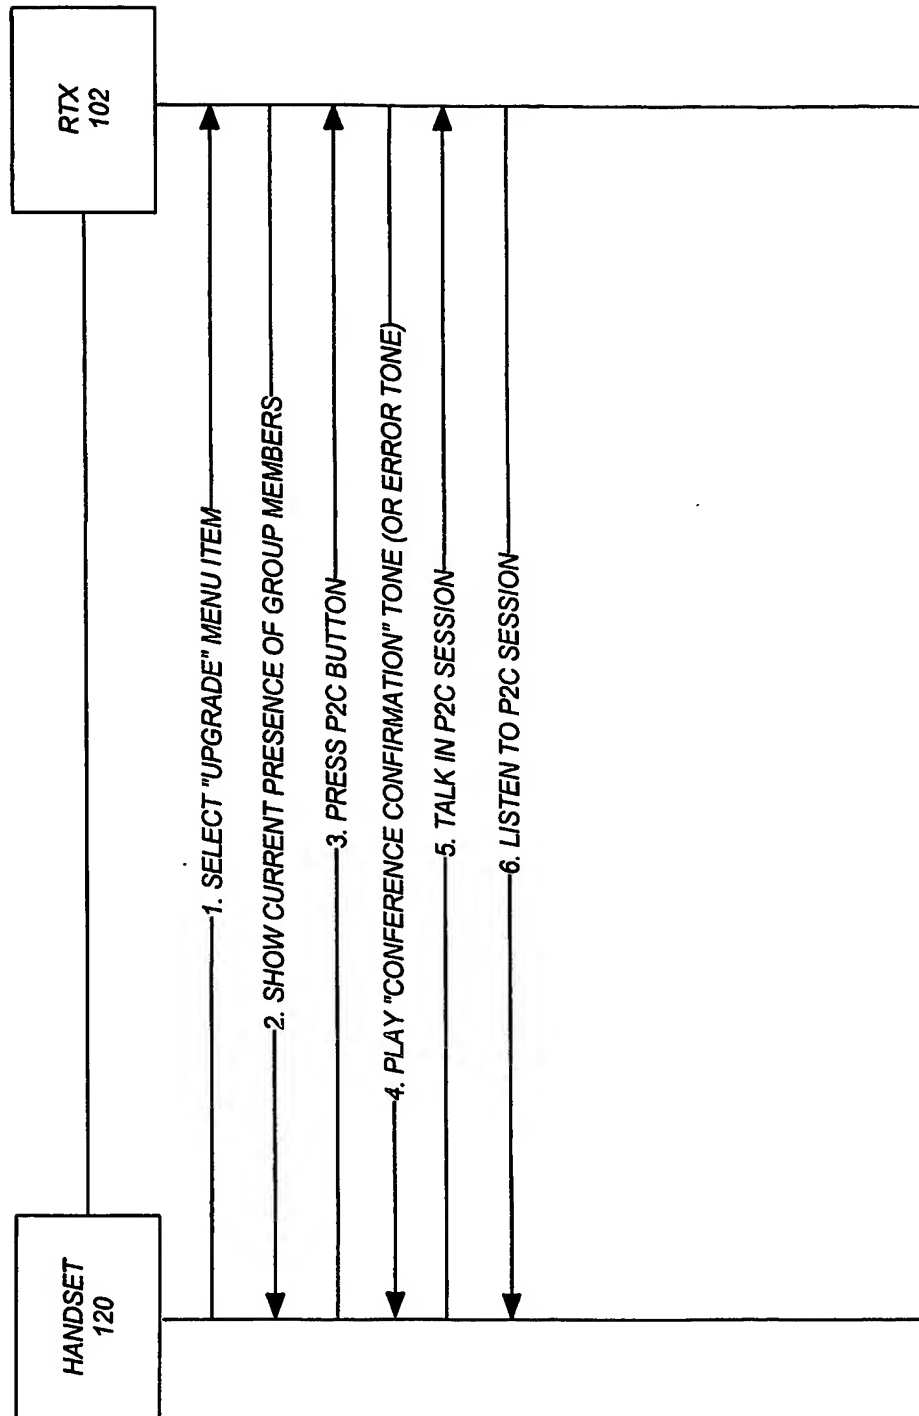 HANDSET
120
RTX
102
1. SELECT "UPGRADE" MENU ITEM
2. SHOW CURRENT PRESENCE OF GROUP MEMBERS
3. PRESS P2C BUTTON
4. PLAY "CONFERENCE CONFIRMATION" TONE (OR ERROR TONE)
5. TALK IN P2C SESSION
6. LISTEN TO P2C SESSION